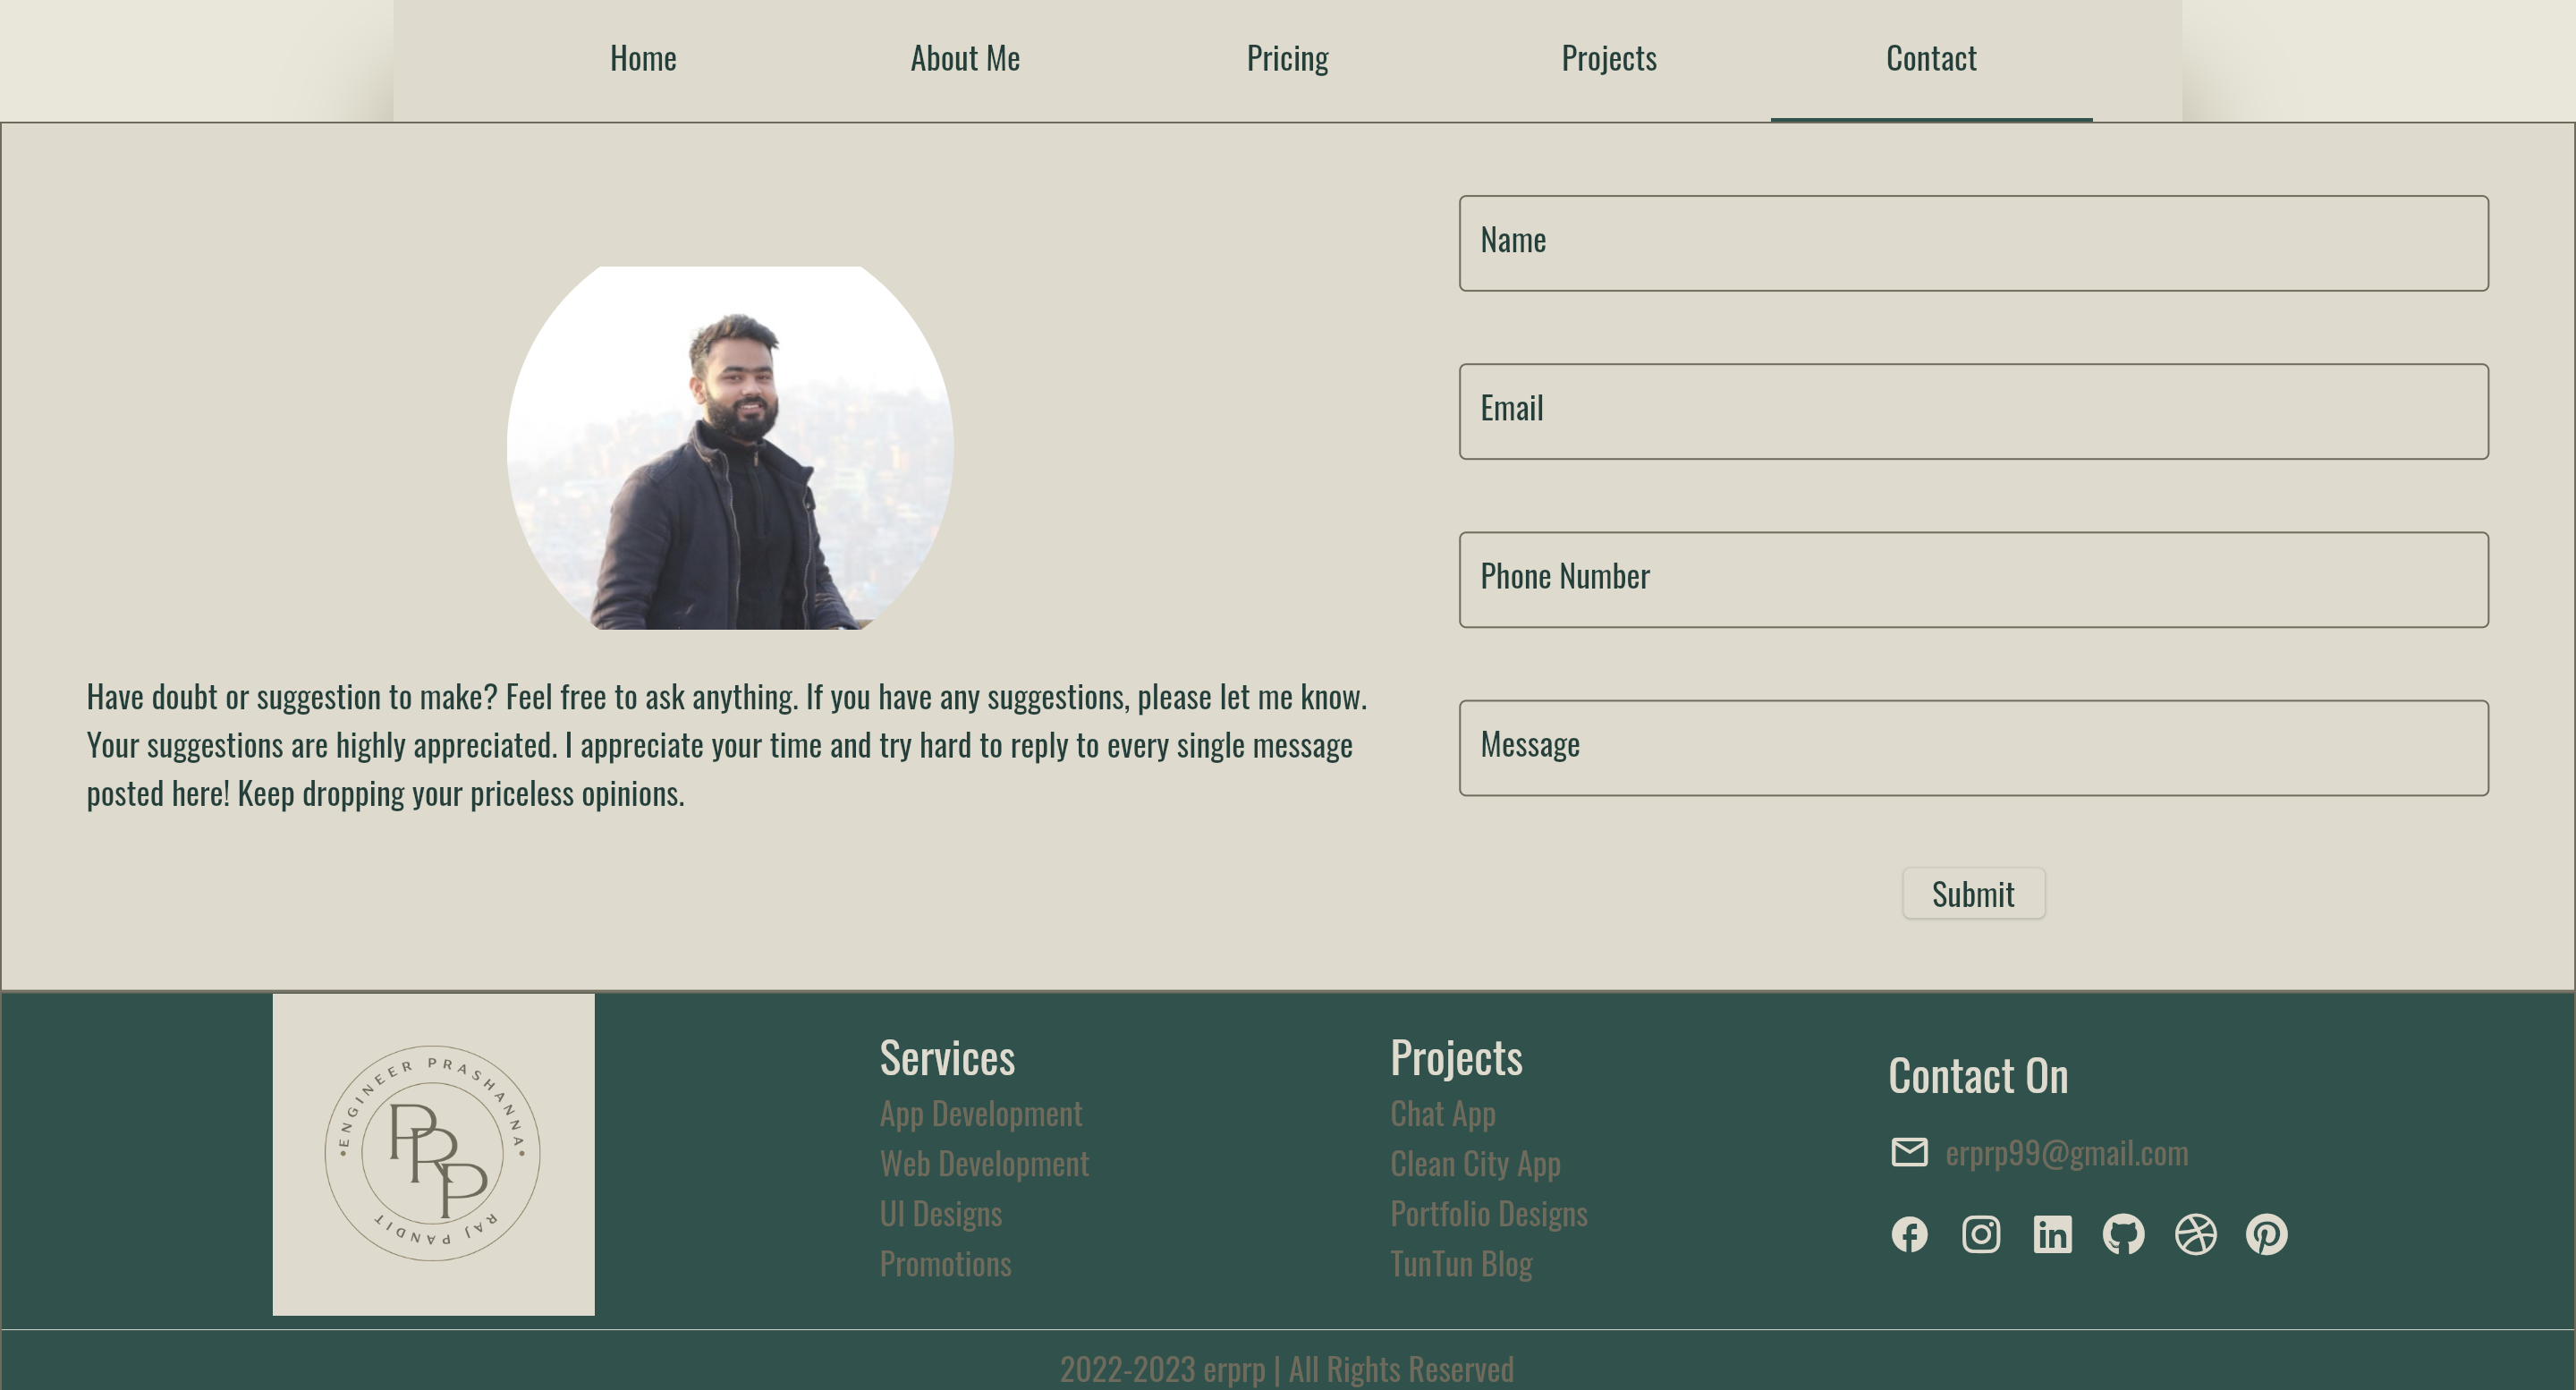 Home
About Me
Pricing
Projects
Contact
Have doubt or suggestion to make? Feel free to ask anything. If you have any suggestions, please let me know.
Your suggestions are highly appreciated. I appreciate your time and try hard to reply to every single message
posted here! Keep dropping your priceless opinions.
Name
Email
Phone Number
Message
Submit
ENGINEER PRASHANNA
PRP
RAJ PANDIT
Services
App Development
Web Development
UI Designs
Promotions
Projects
Chat App
Clean City App
Portfolio Designs
TunTun Blog
Contact On
erprp99@gmail.com
2022-2023 erprp | All Rights Reserved